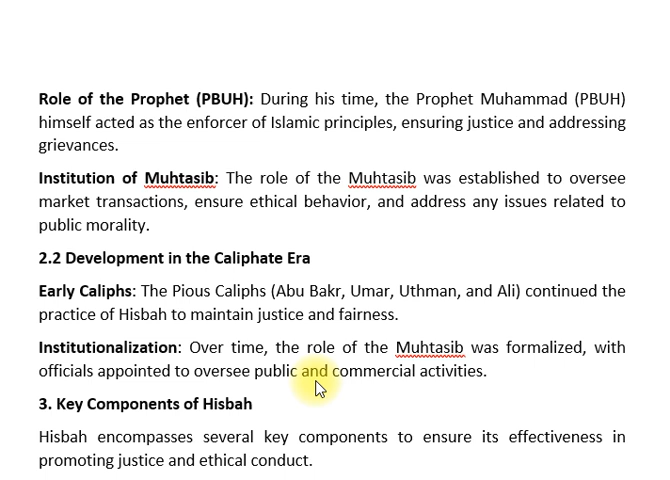 Role of the Prophet (PBUH): During his time, the Prophet Muhammad (PBUH)
himself acted as the enforcer of Islamic principles, ensuring justice and addressing
grievances.
Institution of Muhtasib: The role of the Muhtasib was established to oversee
market transactions, ensure ethical behavior, and address any issues related to
public morality.
2.2 Development in the Caliphate Era
Early Caliphs: The Pious Caliphs (Abu Bakr, Umar, Uthman, and Ali) continued the
practice of Hisbah to maintain justice and fairness.
Institutionalization: Over time, the role of the Muhtasib was formalized, with
officials appointed to oversee public and commercial activities.
3. Key Components of Hisbah
Hisbah encompasses several key components to ensure its effectiveness in
promoting justice and ethical conduct.